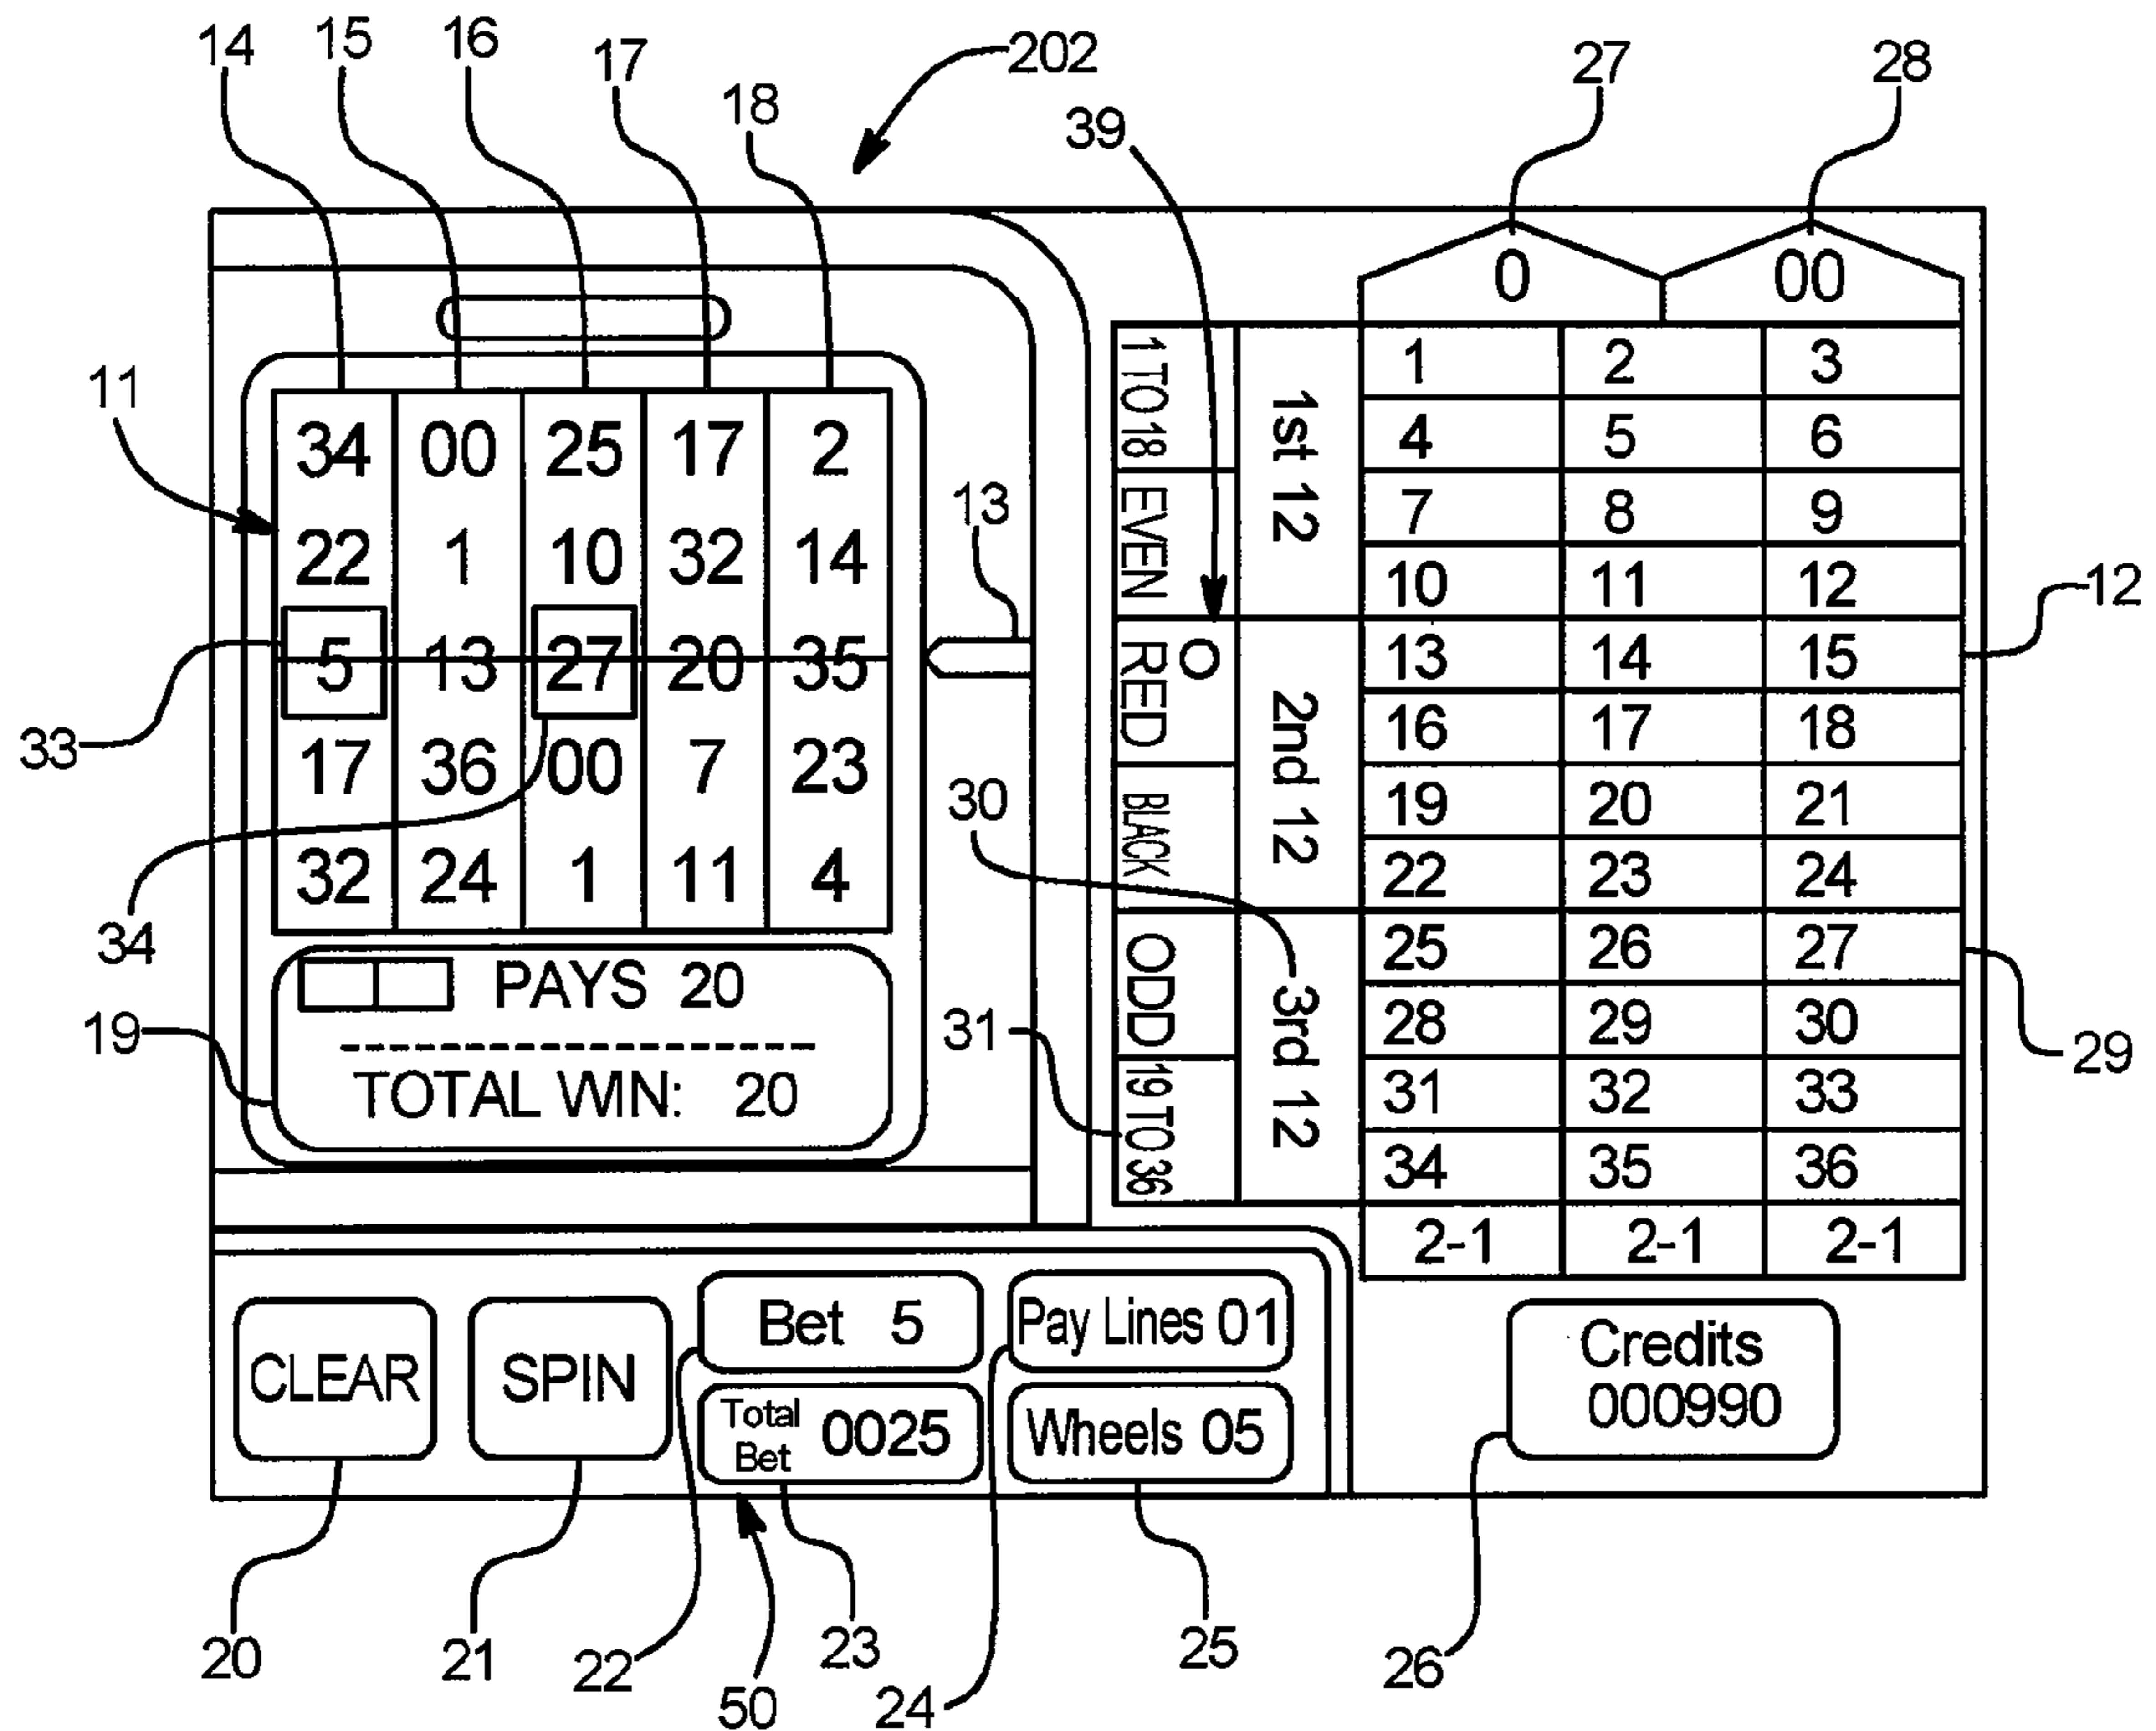 14 15 16 17 18 202 39 27 28
0 00
11
34 00 25 17 2
22 1 10 32 14
5 13 27 20 35
17 36 00 7 23
32 24 1 11 4
13
33
34
PAYS 20
TOTAL WIN: 20
19
30
31
1 TO 18
EVEN
RED O
BLACK
ODD
19 TO 36
1st 12
2nd 12
3rd 12
1 2 3
4 5 6
7 8 9
10 11 12
13 14 15
16 17 18
19 20 21
22 23 24
25 26 27
28 29 30
31 32 33
34 35 36
2-1 2-1 2-1
12
29
CLEAR
SPIN
Bet 5
Total Bet 0025
Pay Lines 01
Wheels 05
Credits
000990
20 21 22 50 23 24 25 26